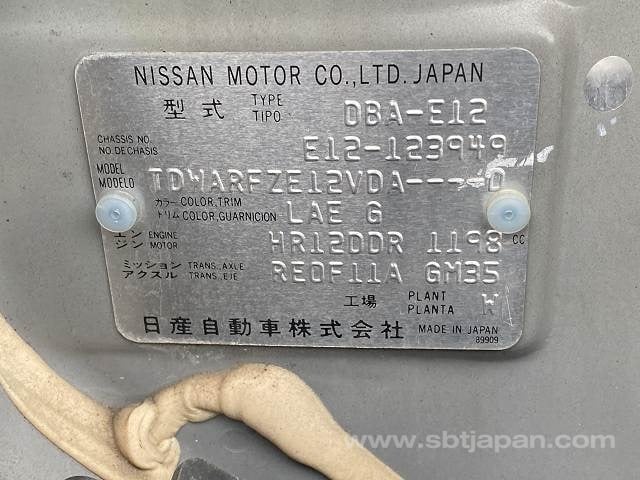 NISSAN MOTOR CO.,LTD. JAPAN
型式 TYPE TIPO DBA-E12
CHASSIS NO. NO. DE CHASIS E12-123949
MODEL MODELO TDWARFZE12VDA----D
カラー COLOR, TRIM
トリム COLOR, GUARNICION LAE G
エンジン ENGINE MOTOR HR12DDR 1198 CC
ミッション TRANS., AXLE
アクスル TRANS., EJE RE0F11A GM35
工場 PLANT PLANTA W
日産自動車株式会社 MADE IN JAPAN
89909
www.sbtjapan.com